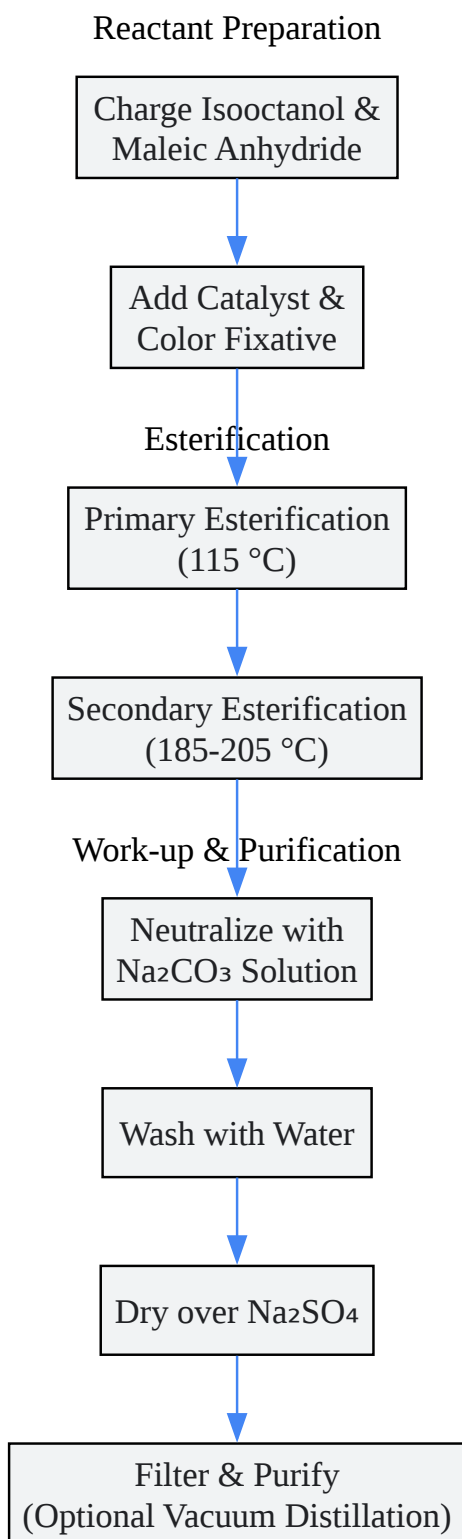 Reactant Preparation
Charge Isooctanol &
Maleic Anhydride
Add Catalyst &
Color Fixative
Esterification
Primary Esterification
(115 °C)
Secondary Esterification
(185-205 °C)
Work-up & Purification
Neutralize with
Na₂CO₃ Solution
Wash with Water
Dry over Na₂SO₄
Filter & Purify
(Optional Vacuum Distillation)